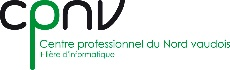 cpnv
Centre professionnel du Nord vaudois
Filière d'informatique